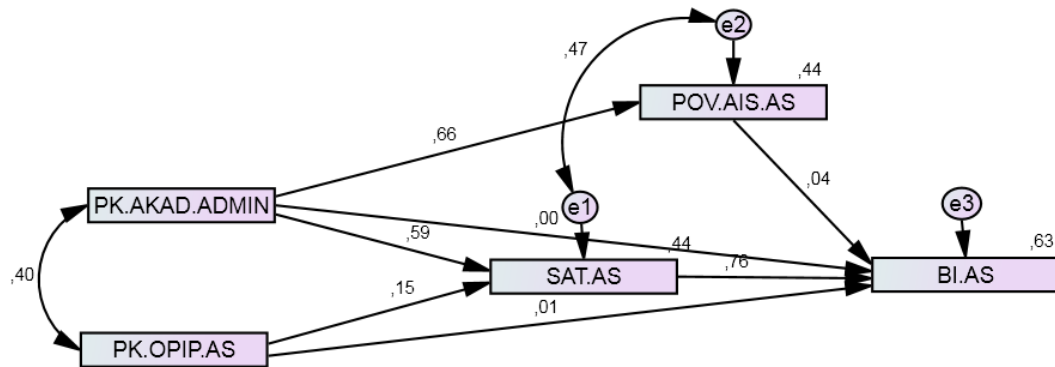 e2
,47
,44
POV.AIS.AS
,66
,04
PK.AKAD.ADMIN
e1
e3
,00
,59
,44
,63
,40
SAT.AS
,76
BI.AS
,15
,01
PK.OPIP.AS